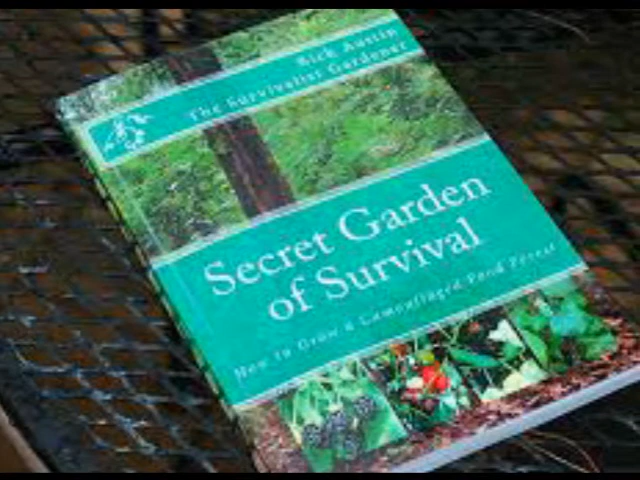 Rick Austin
The Survivalist Gardener
Secret Garden
of Survival
How to Grow a Camouflaged Food Forest